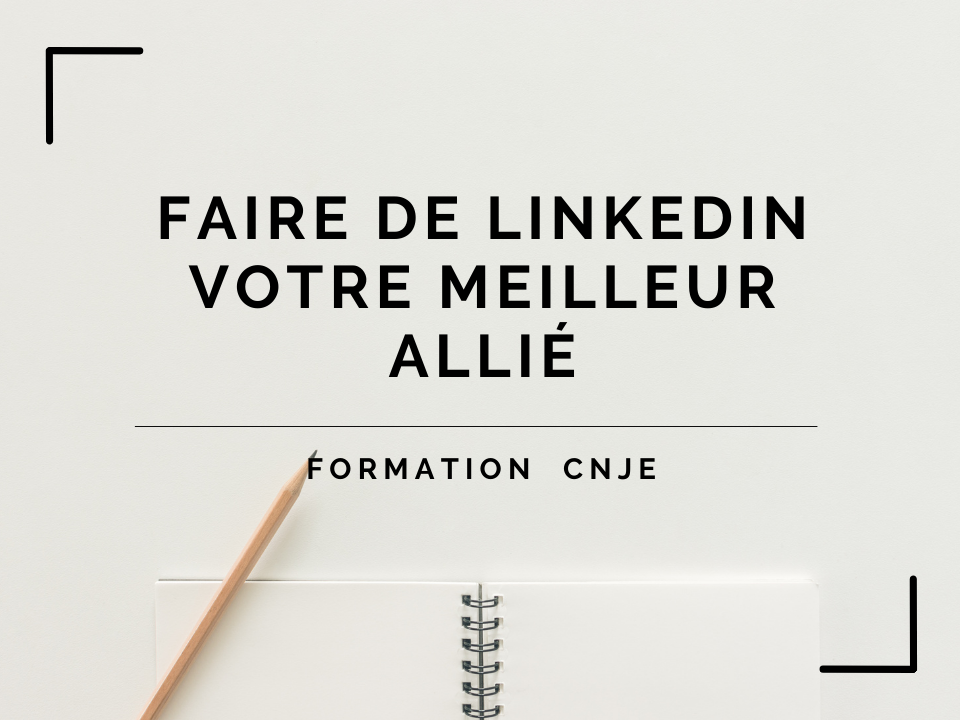 FAIRE DE LINKEDIN
VOTRE MEILLEUR
ALLIÉ
FORMATION CNJE